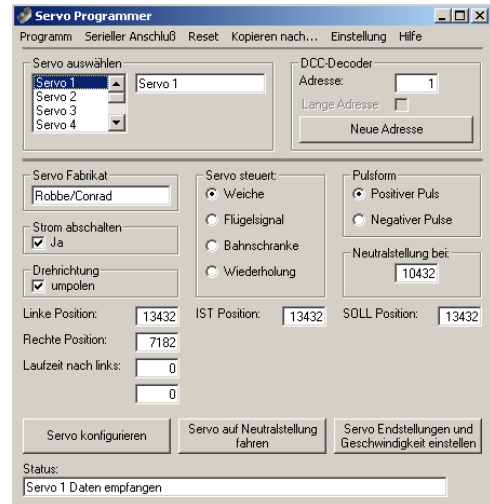 Servo Programmer
Programm Serieller Anschluß Reset Kopieren nach... Einstellung Hilfe
Servo auswählen
Servo 1
Servo 2
Servo 3
Servo 4
Servo 1
DCC-Decoder
Adresse: 1
Lange Adresse
Neue Adresse
Servo Fabrikat
Robbe/Conrad
Strom abschalten
Ja
Drehrichtung
umpolen
Servo steuert:
Weiche
Flügelsignal
Bahnschranke
Wiederholung
Pulsform
Positiver Puls
Negativer Pulse
Neutralstellung bei:
10432
Linke Position: 13432
IST Position: 13432
SOLL Position: 13432
Rechte Position: 7182
Laufzeit nach links: 0
0
Servo konfigurieren
Servo auf Neutralstellung
fahren
Servo Endstellungen und
Geschwindigkeit einstellen
Status:
Servo 1 Daten empfangen